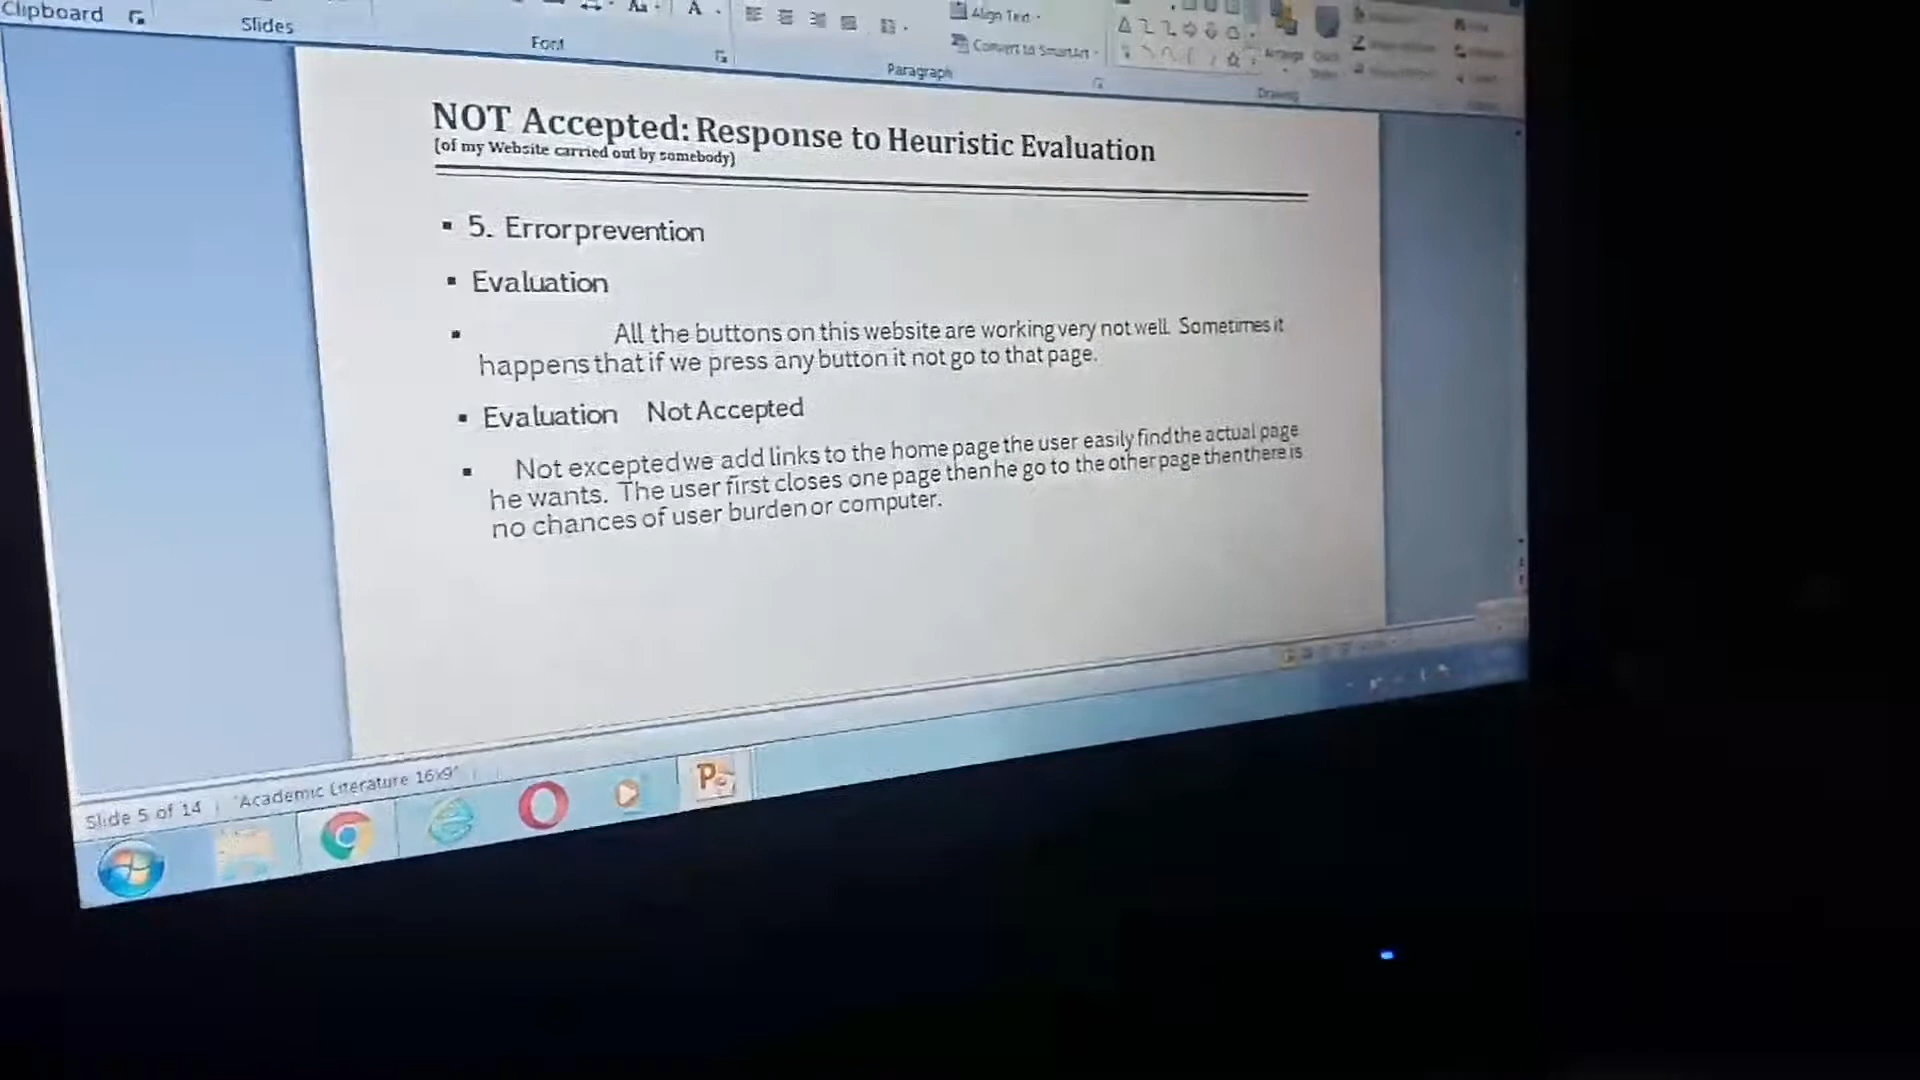 Clipboard
Slides
Font
Paragraph
Align Text
Convert to SmartArt
Arrange
Drawing
NOT Accepted: Response to Heuristic Evaluation
(of my Website carried out by somebody)
▪ 5. Error prevention
▪ Evaluation
▪ All the buttons on this website are working very not well. Sometimes it
happens that if we press any button it not go to that page.
▪ Evaluation Not Accepted
▪ Not excepted we add links to the home page the user easily find the actual page
he wants. The user first closes one page then he go to the other page then there is
no chances of user burden or computer.
Slide 5 of 14
"Academic Literature 16x9"